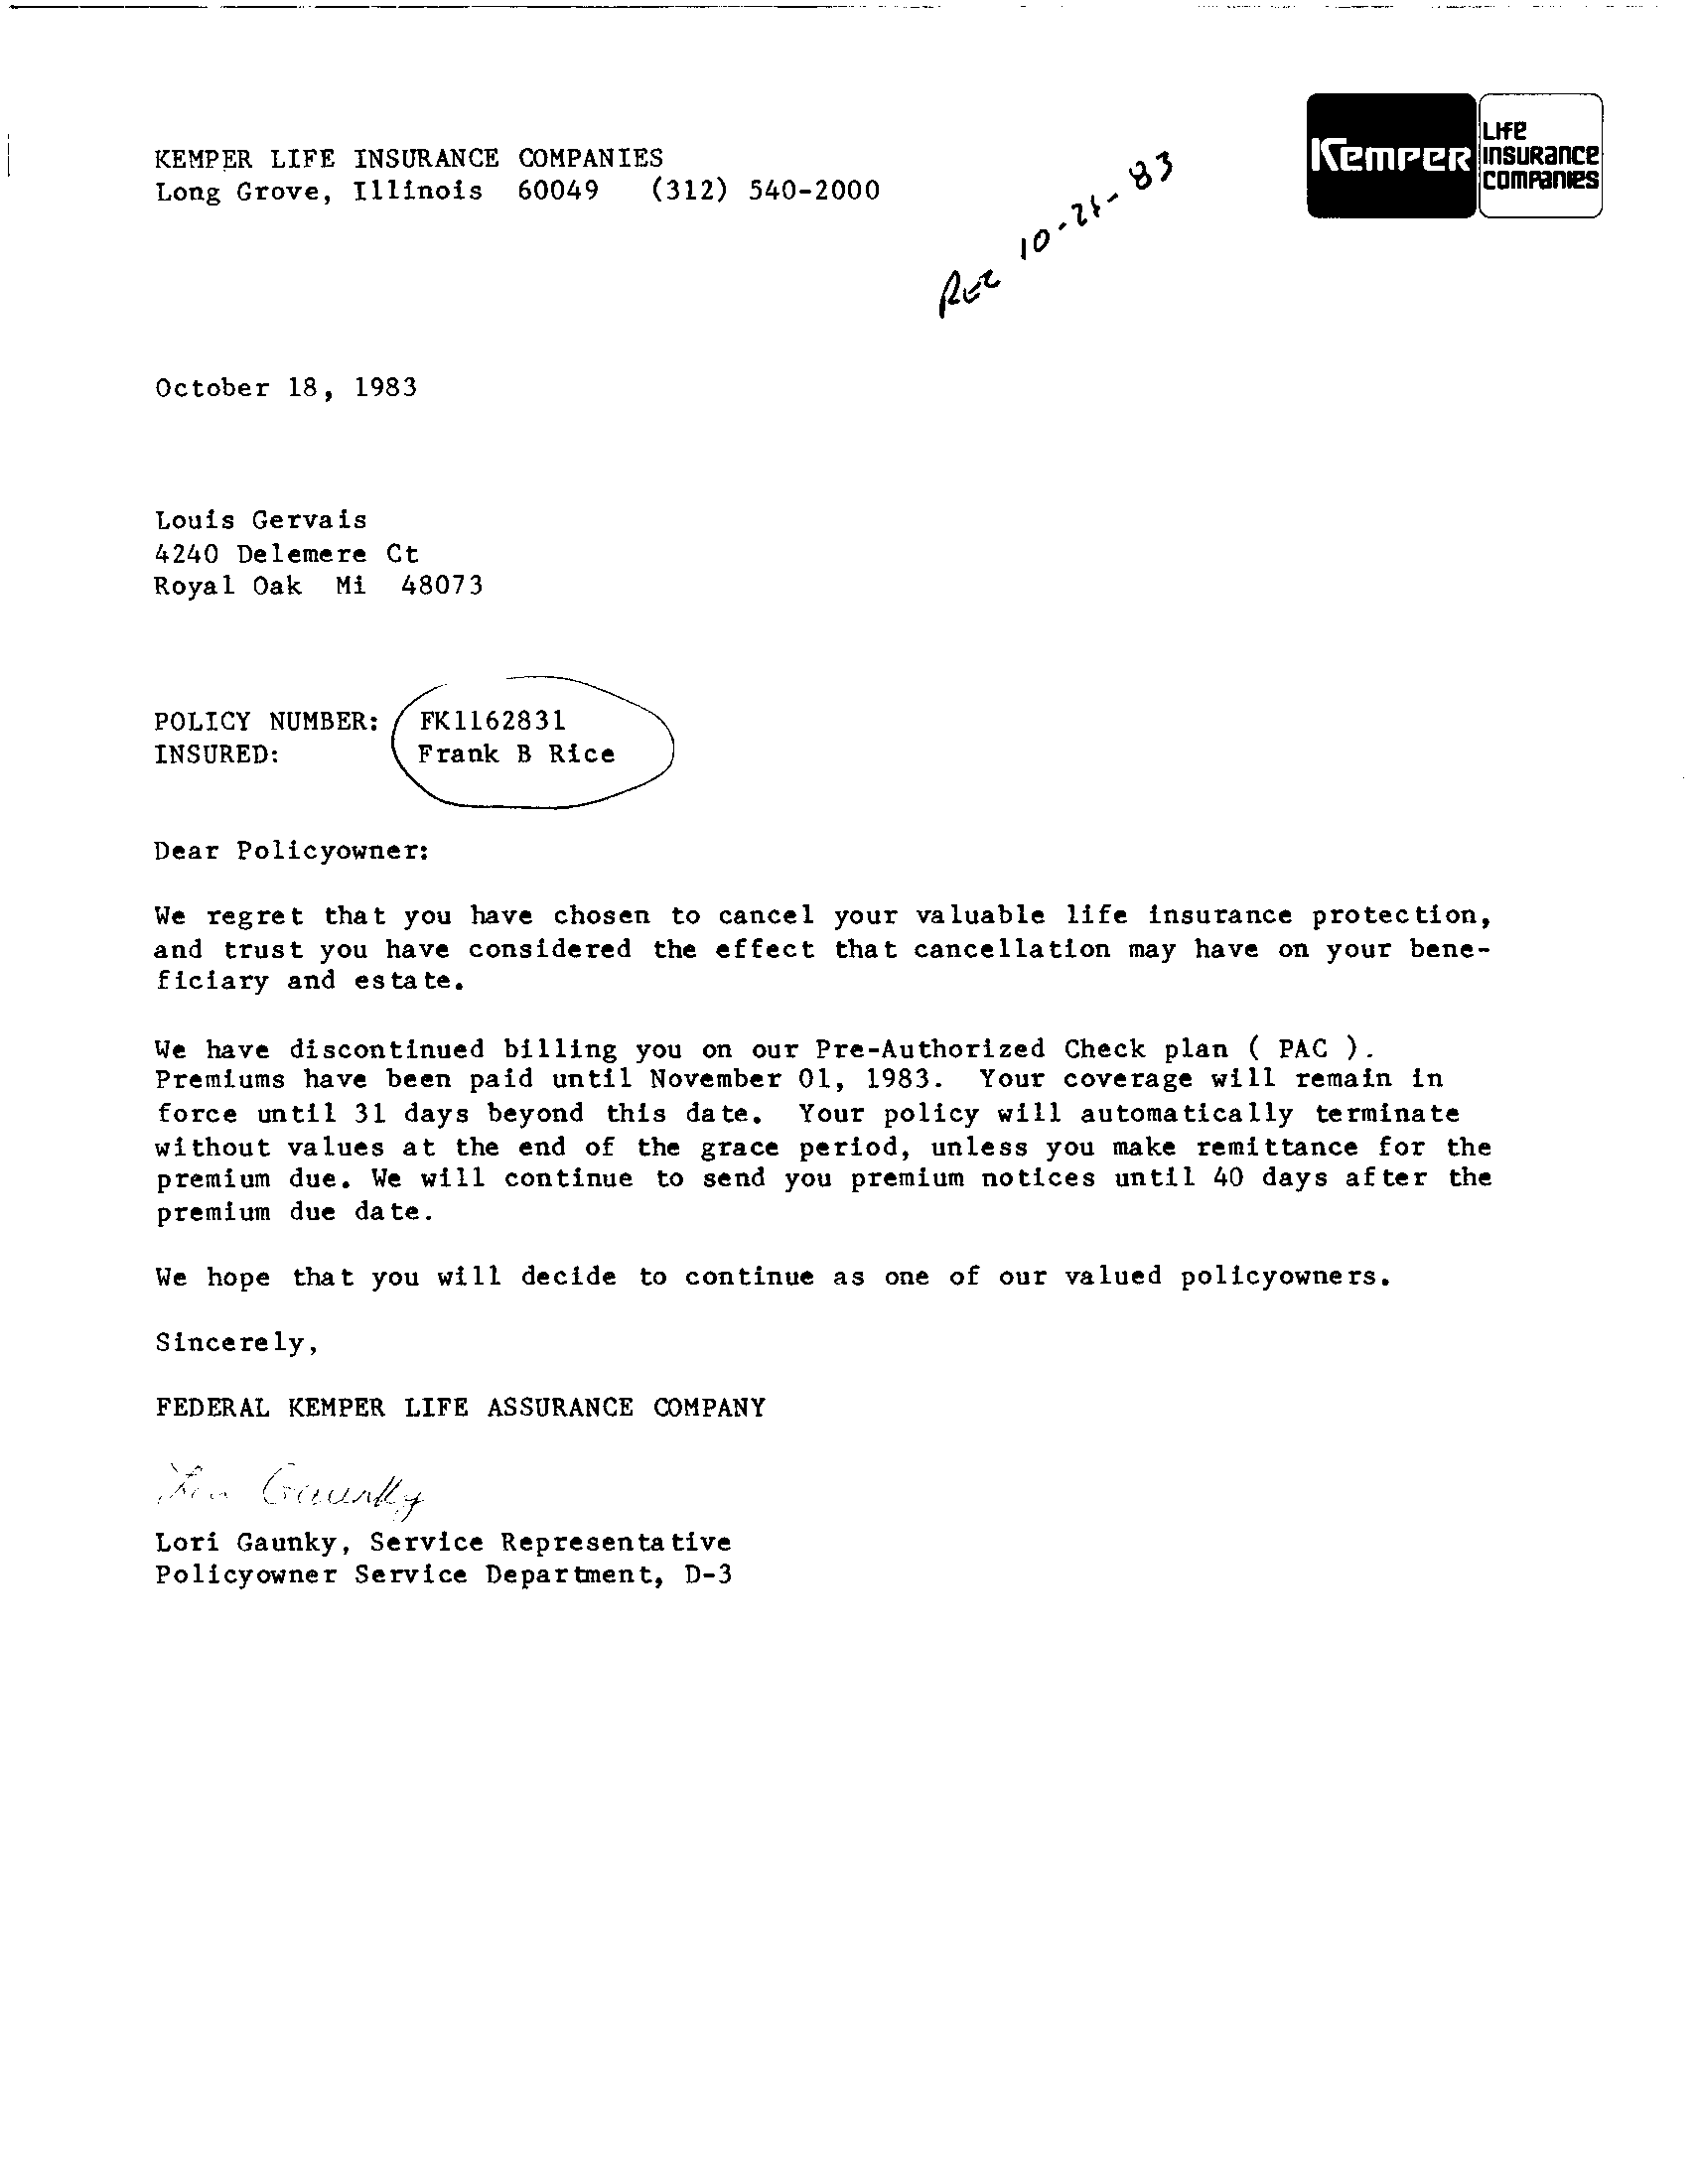 KEMPER LIFE INSURANCE COMPANIES
Long Grove, Illinois 60049 (312) 540-2000
Kemper
Life
Insurance
Companies
Rec 10-21-83
October 18, 1983
Louis Gervais
4240 Delemere Ct
Royal Oak Mi 48073
POLICY NUMBER: FK1162831
INSURED: Frank B Rice
Dear Policyowner:
We regret that you have chosen to cancel your valuable life insurance protection,
and trust you have considered the effect that cancellation may have on your bene-
ficiary and estate.
We have discontinued billing you on our Pre-Authorized Check plan ( PAC ).
Premiums have been paid until November 01, 1983. Your coverage will remain in
force until 31 days beyond this date. Your policy will automatically terminate
without values at the end of the grace period, unless you make remittance for the
premium due. We will continue to send you premium notices until 40 days after the
premium due date.
We hope that you will decide to continue as one of our valued policyowners.
Sincerely,
FEDERAL KEMPER LIFE ASSURANCE COMPANY
Lori Gaunky
Lori Gaunky, Service Representative
Policyowner Service Department, D-3